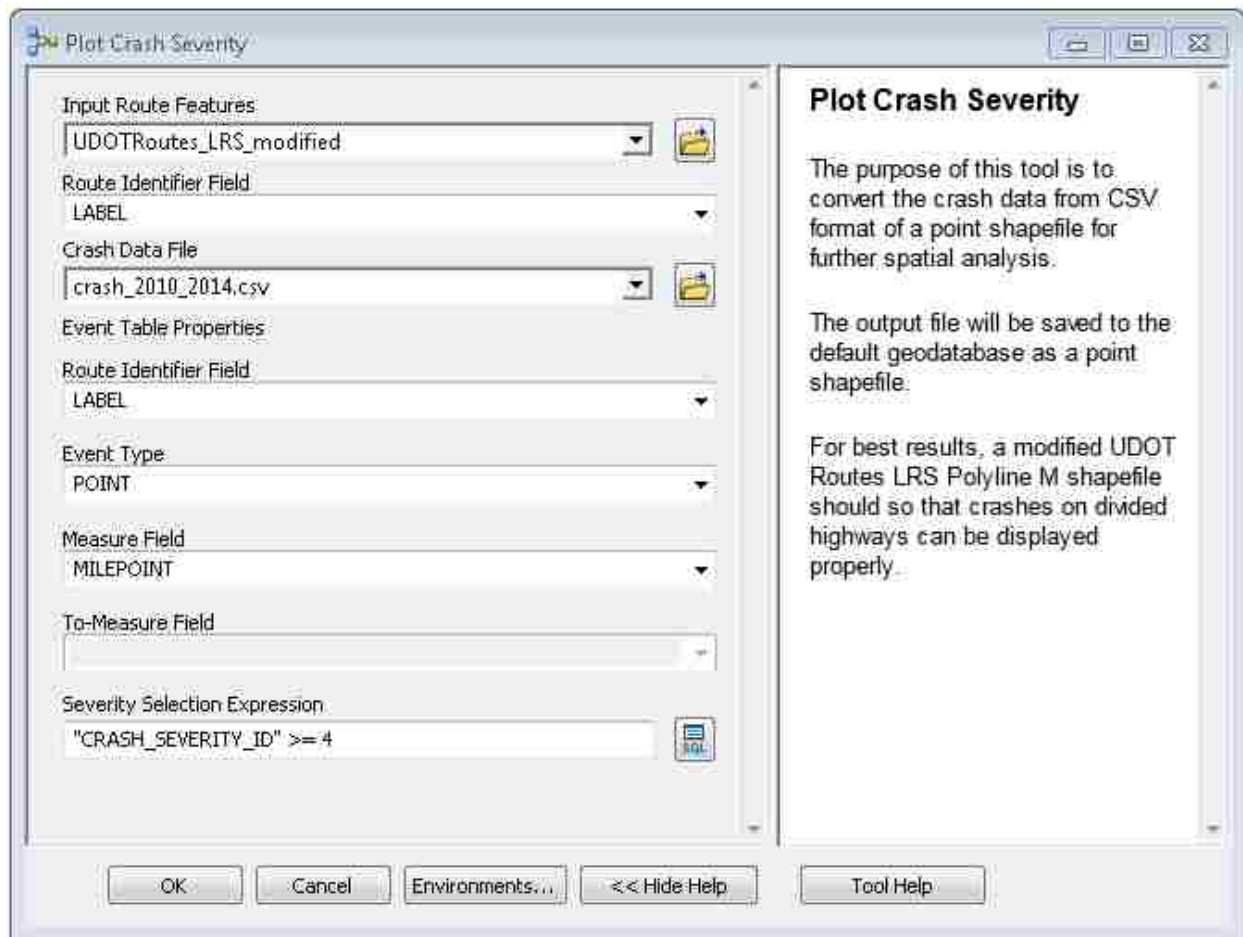 Plot Crash Severity
Input Route Features
UDOTRoutes_LRS_modified
Route Identifier Field
LABEL
Crash Data File
crash_2010_2014.csv
Event Table Properties
Route Identifier Field
LABEL
Event Type
POINT
Measure Field
MILEPOINT
To-Measure Field
Severity Selection Expression
"CRASH_SEVERITY_ID" >= 4
SQL
OK
Cancel
Environments...
<< Hide Help
Plot Crash Severity
The purpose of this tool is to
convert the crash data from CSV
format of a point shapefile for
further spatial analysis.
The output file will be saved to the
default geodatabase as a point
shapefile.
For best results, a modified UDOT
Routes LRS Polyline M shapefile
should so that crashes on divided
highways can be displayed
properly.
Tool Help